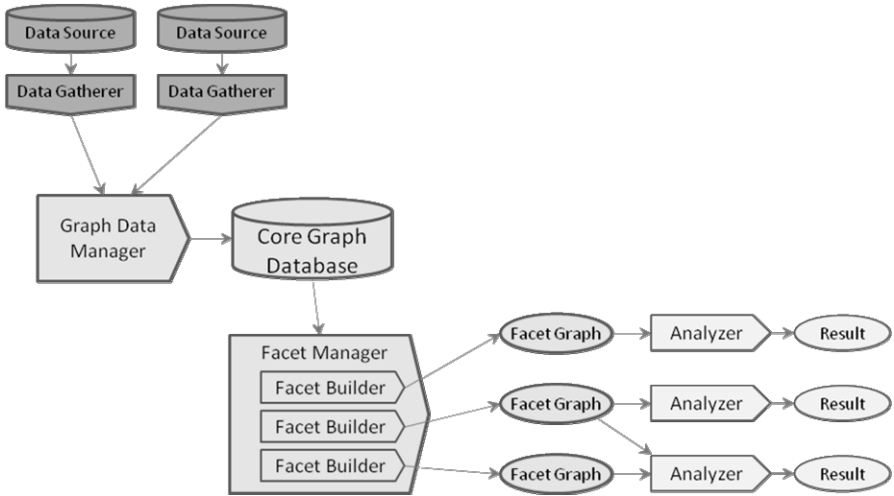 Data Source
Data Source
Data Gatherer
Data Gatherer
Graph Data
Manager
Core Graph
Database
Facet Manager
Facet Builder
Facet Builder
Facet Builder
Facet Graph
Analyzer
Result
Facet Graph
Analyzer
Result
Facet Graph
Analyzer
Result